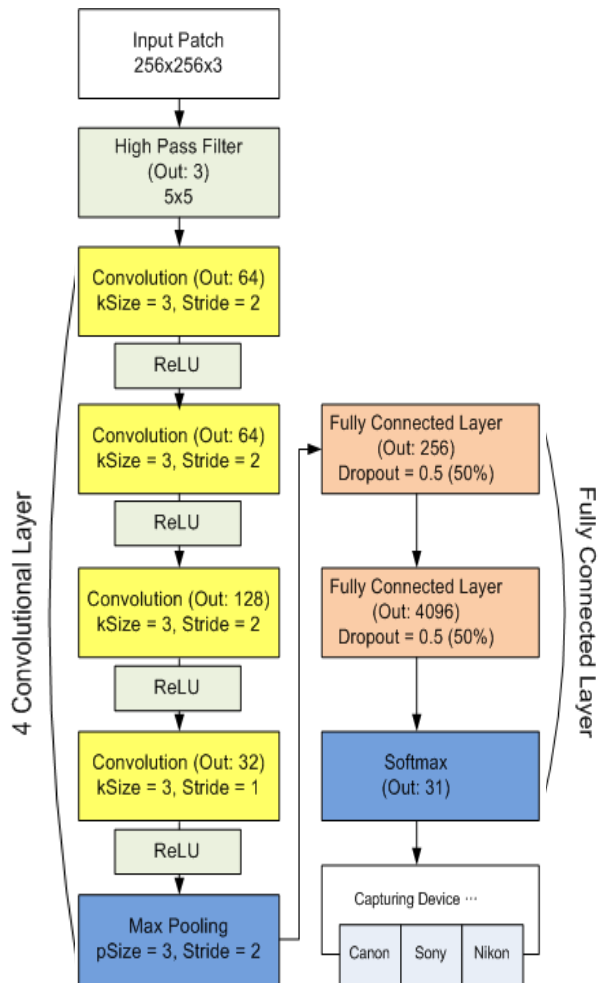 Input Patch
256x256x3
High Pass Filter
(Out: 3)
5x5
Convolution (Out: 64)
kSize = 3, Stride = 2
ReLU
Convolution (Out: 64)
kSize = 3, Stride = 2
ReLU
Convolution (Out: 128)
kSize = 3, Stride = 2
ReLU
Convolution (Out: 32)
kSize = 3, Stride = 1
ReLU
Max Pooling
pSize = 3, Stride = 2
4 Convolutional Layer
Fully Connected Layer
(Out: 256)
Dropout = 0.5 (50%)
Fully Connected Layer
(Out: 4096)
Dropout = 0.5 (50%)
Softmax
(Out: 31)
Capturing Device ⋯
Canon
Sony
Nikon
Fully Connected Layer